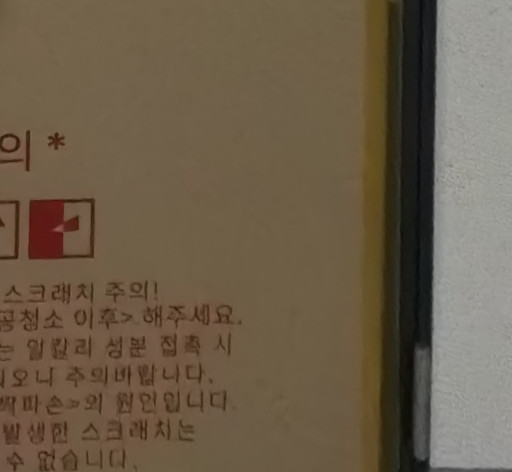 의 *
스크래치 주의!
공청소 이후> 해주세요.
는 알칼리 성분 접촉 시
오니 주의바랍니다.
짝파손>의 원인입니다.
발생한 스크래치는
수 없습니다.